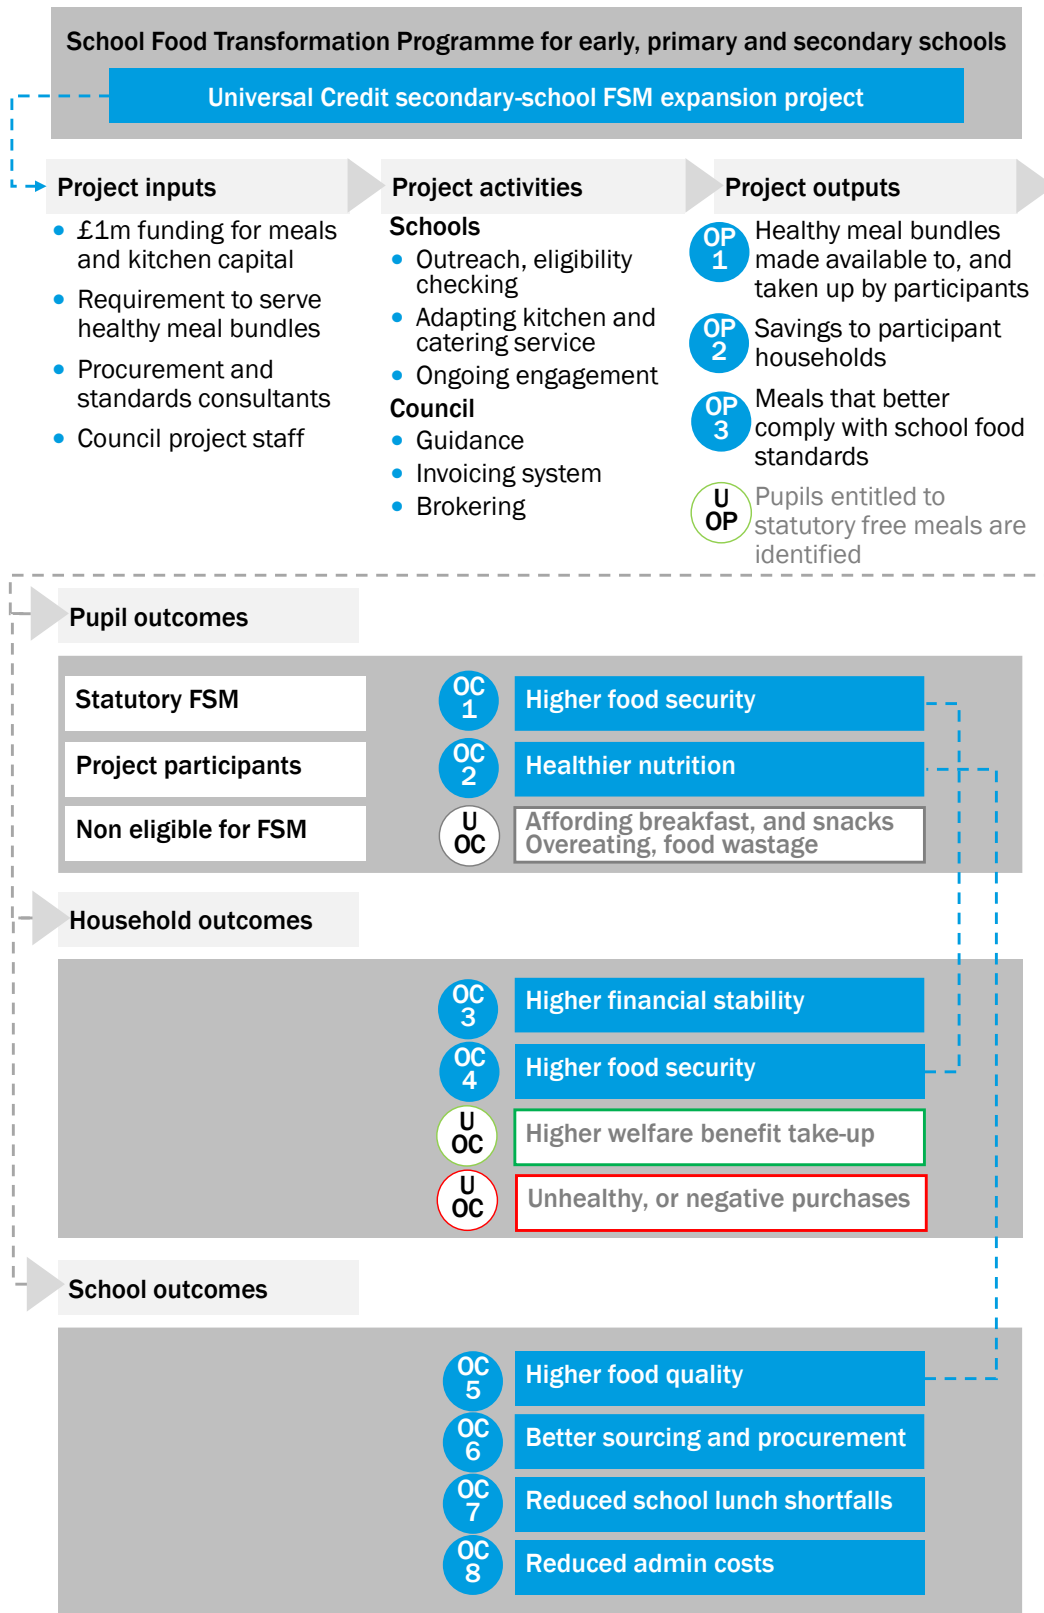 School Food Transformation Programme for early, primary and secondary schools
Universal Credit secondary-school FSM expansion project
Project inputs
• £1m funding for meals
and kitchen capital
• Requirement to serve
healthy meal bundles
• Procurement and
standards consultants
• Council project staff
Project activities
Schools
• Outreach, eligibility
checking
• Adapting kitchen and
catering service
• Ongoing engagement
Council
• Guidance
• Invoicing system
• Brokering
Project outputs
OP
1
Healthy meal bundles
made available to, and
taken up by participants
OP
2
Savings to participant
households
OP
3
Meals that better
comply with school food
standards
U
OP
Pupils entitled to
statutory free meals are
identified
Pupil outcomes
Statutory FSM
Project participants
Non eligible for FSM
OC
1
Higher food security
OC
2
Healthier nutrition
U
OC
Affording breakfast, and snacks
Overeating, food wastage
Household outcomes
OC
3
Higher financial stability
OC
4
Higher food security
U
OC
Higher welfare benefit take-up
U
OC
Unhealthy, or negative purchases
School outcomes
OC
5
Higher food quality
OC
6
Better sourcing and procurement
OC
7
Reduced school lunch shortfalls
OC
8
Reduced admin costs